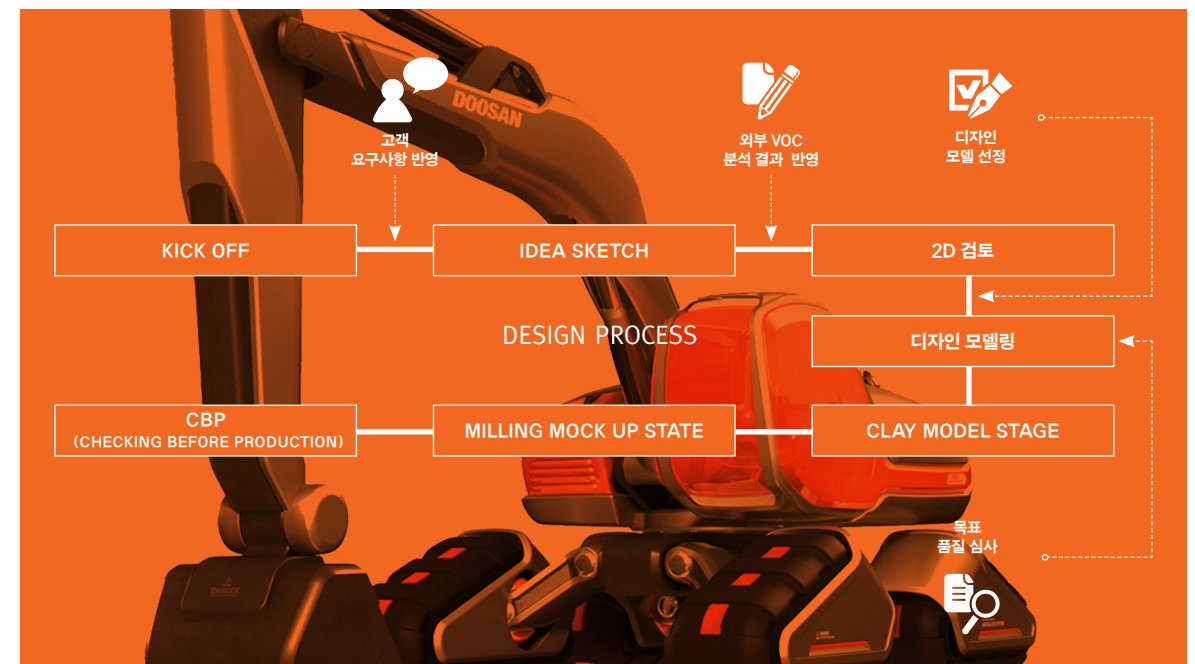 DOOSAN
고객
요구사항 반영
외부 VOC
분석 결과 반영
디자인
모델 선정
KICK OFF
IDEA SKETCH
2D 검토
DESIGN PROCESS
디자인 모델링
CBP
(CHECKING BEFORE PRODUCTION)
MILLING MOCK UP STATE
CLAY MODEL STAGE
목표
품질 심사
DANGER